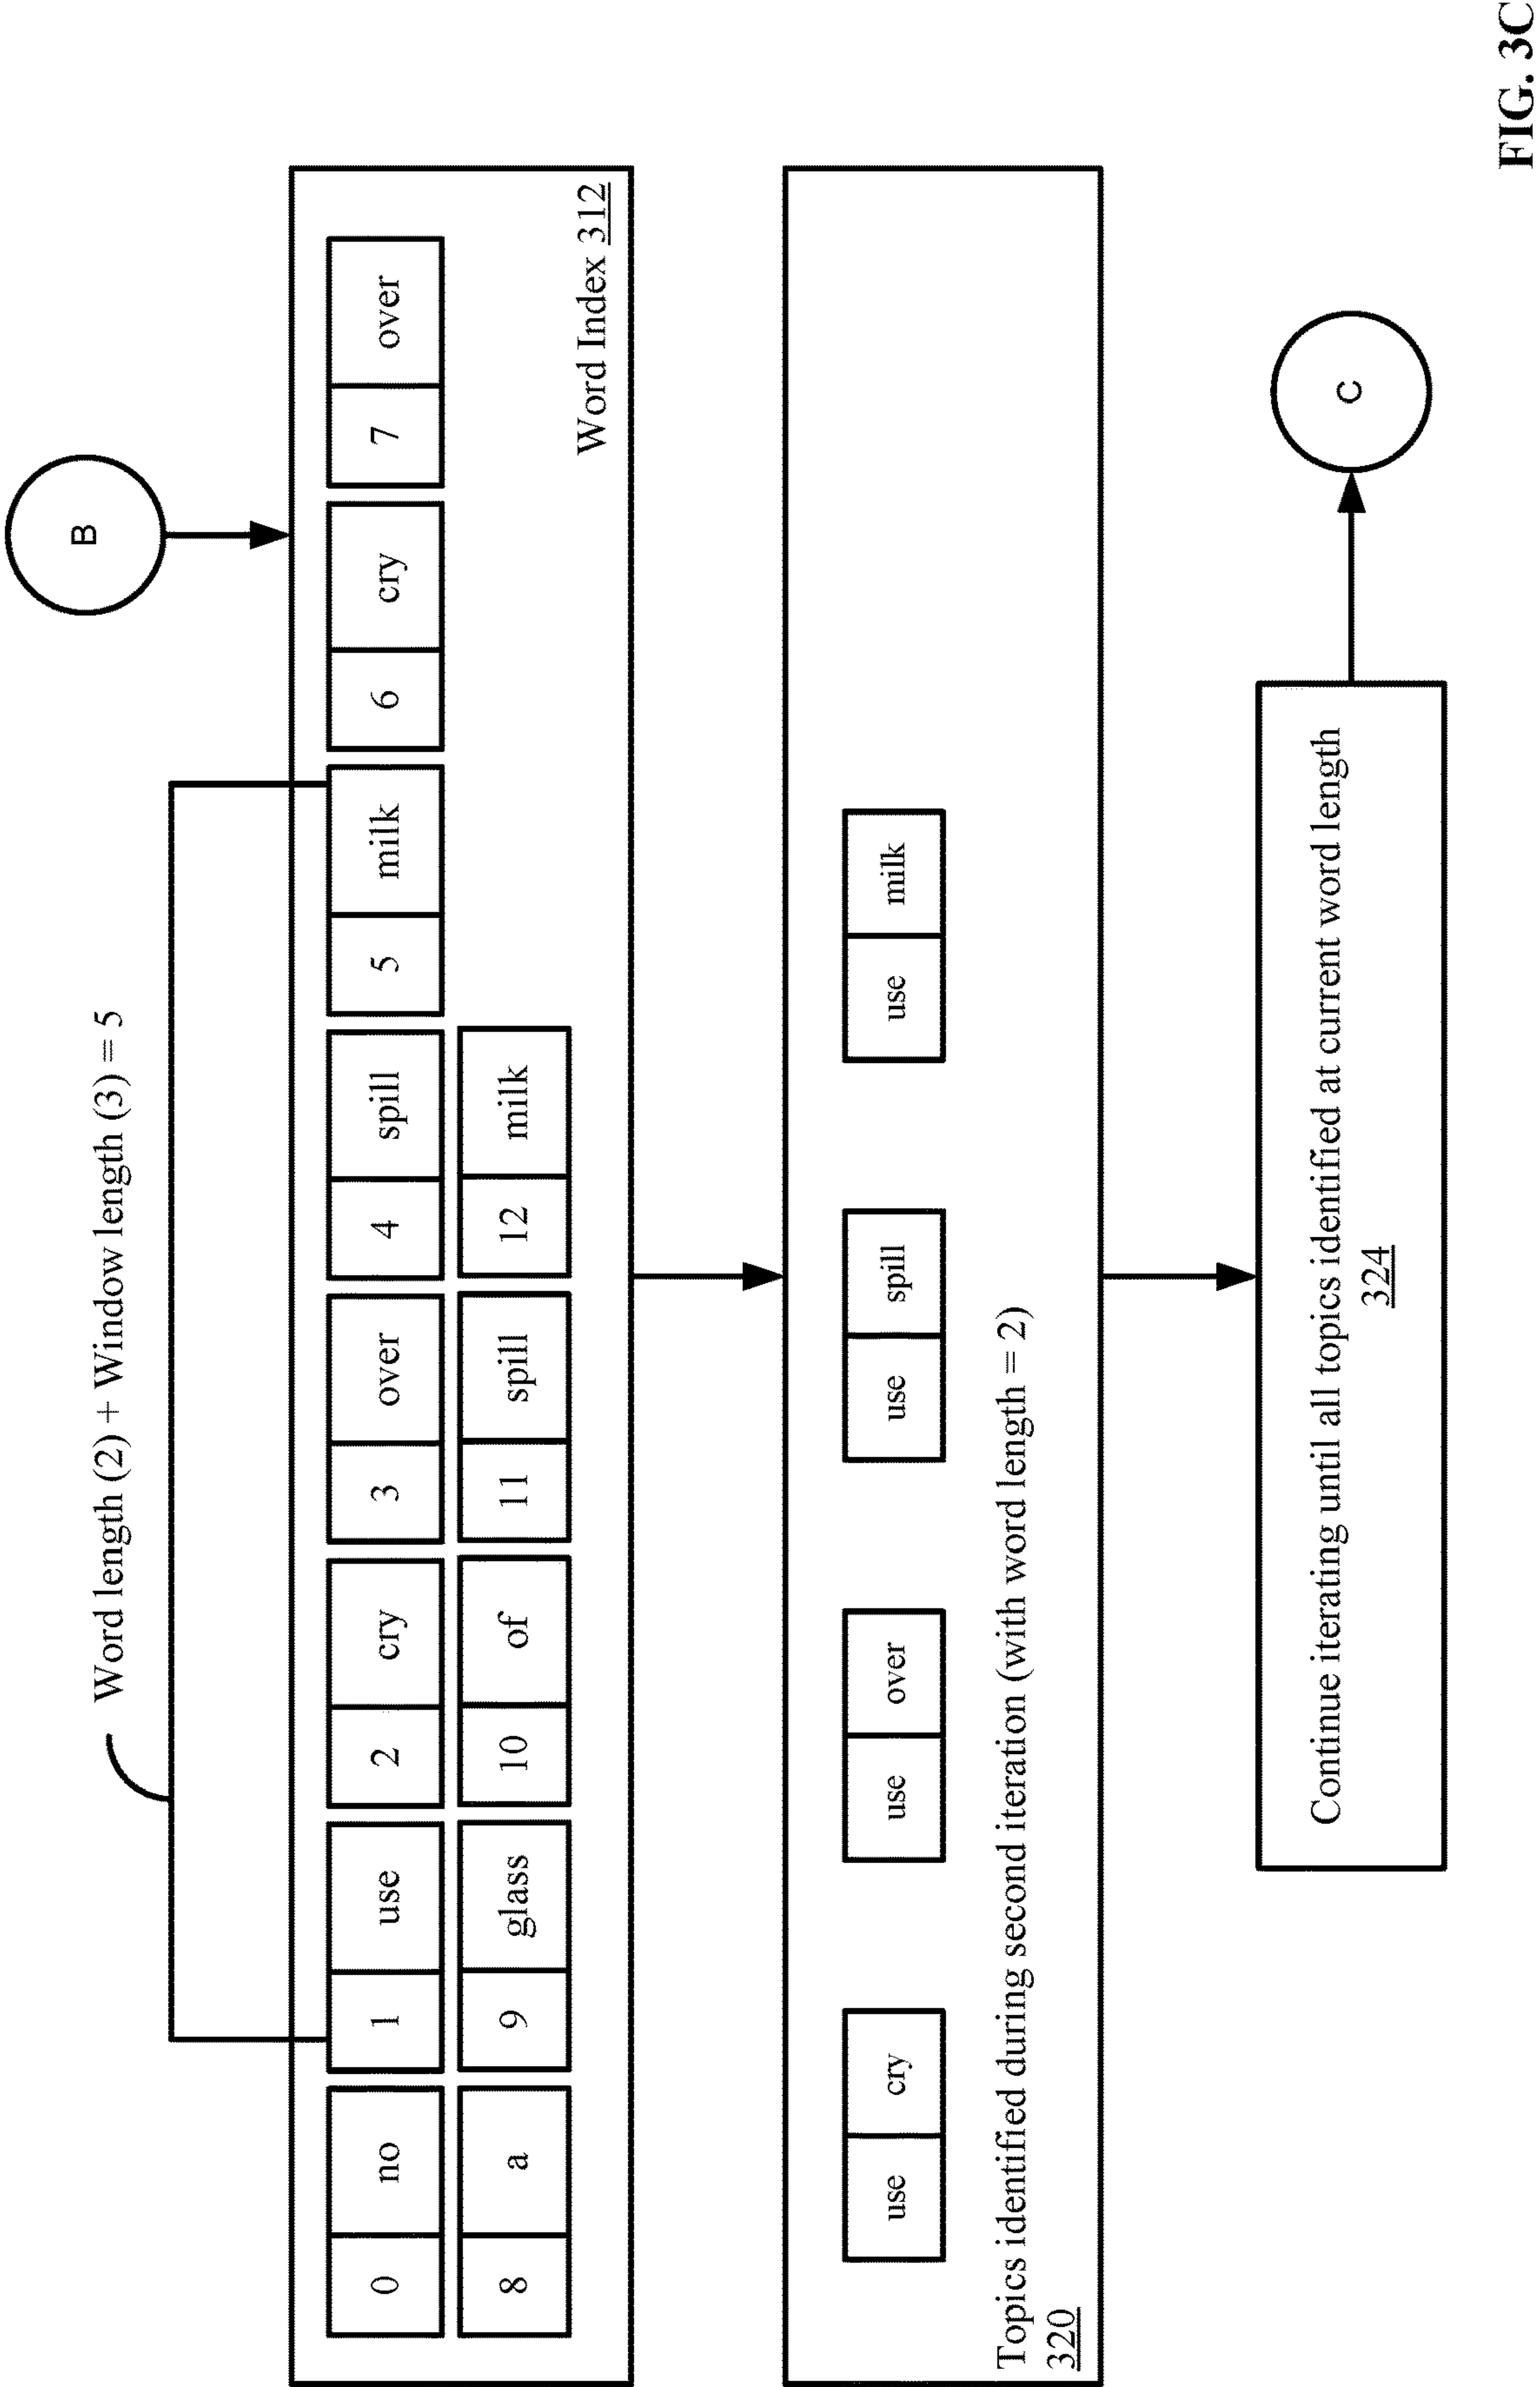 B
Word length (2) + Window length (3) = 5
0 no 1 use 2 cry 3 over 4 spill 5 milk 6 cry 7 over
8 a 9 glass 10 of 11 spill 12 milk
Word Index 312
use cry use over use spill use milk
Topics identified during second iteration (with word length = 2)
320
Continue iterating until all topics identified at current word length
324
C
FIG. 3C